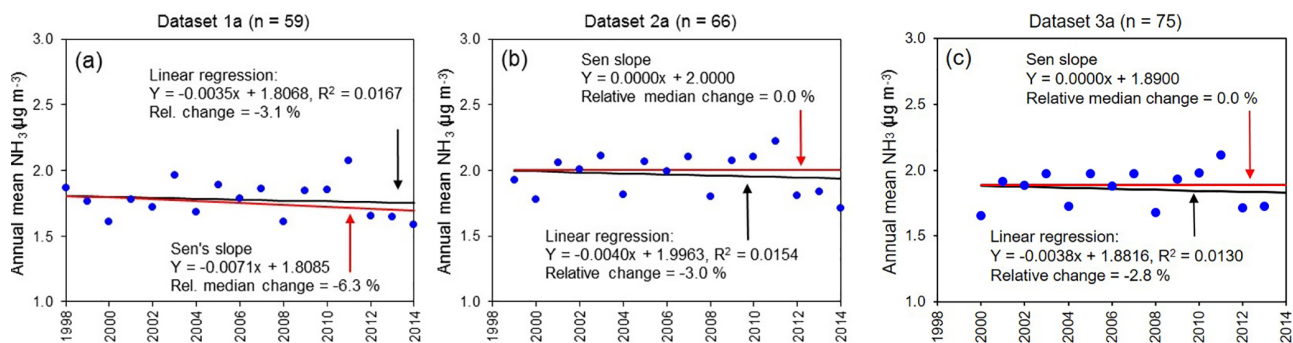 Dataset 1a (n = 59)
(a)
Annual mean NH₃ (µg m⁻³)
3.0
2.5
2.0
1.5
1.0
Linear regression:
Y = -0.0035x + 1.8068, R² = 0.0167
Rel. change = -3.1 %
Sen's slope
Y = -0.0071x + 1.8085
Rel. median change = -6.3 %
1998
2000
2002
2004
2006
2008
2010
2012
2014
Dataset 2a (n = 66)
(b)
Annual mean NH₃ (µg m⁻³)
3.0
2.5
2.0
1.5
1.0
Sen slope
Y = 0.0000x + 2.0000
Relative median change = 0.0 %
Linear regression:
Y = -0.0040x + 1.9963, R² = 0.0154
Relative change = -3.0 %
1998
2000
2002
2004
2006
2008
2010
2012
2014
Dataset 3a (n = 75)
(c)
Annual mean NH₃ (µg m⁻³)
3.0
2.5
2.0
1.5
1.0
Sen slope
Y = 0.0000x + 1.8900
Relative median change = 0.0 %
Linear regression:
Y = -0.0038x + 1.8816, R² = 0.0130
Relative change = -2.8 %
1998
2000
2002
2004
2006
2008
2010
2012
2014